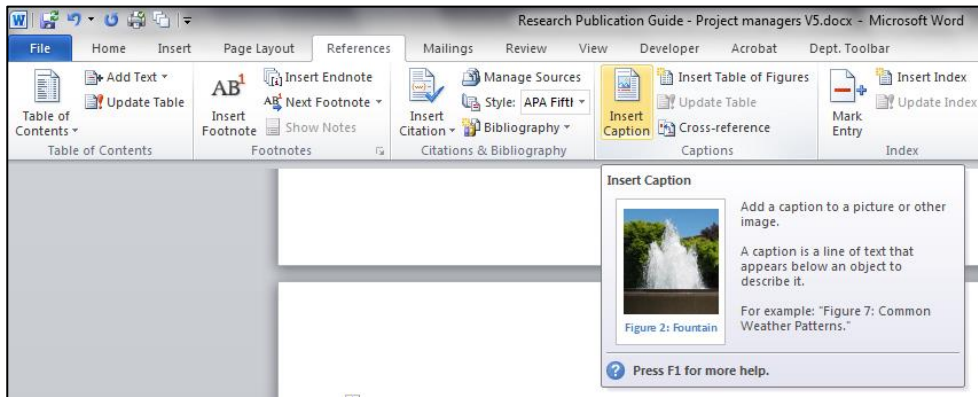 Research Publication Guide - Project managers V5.docx - Microsoft Word
File Home Insert Page Layout References Mailings Review View Developer Acrobat Dept. Toolbar
Table of Contents
Add Text
Update Table
Table of Contents
AB1
Insert Footnote
Insert Endnote
AB1 Next Footnote
Show Notes
Footnotes
Insert Citation
Manage Sources
Style: APA Fifth
Bibliography
Citations & Bibliography
Insert Caption
Insert Table of Figures
Update Table
Cross-reference
Captions
Mark Entry
Insert Index
Update Index
Index
Insert Caption
Figure 2: Fountain
Add a caption to a picture or other
image.
A caption is a line of text that
appears below an object to
describe it.
For example: "Figure 7: Common
Weather Patterns."
Press F1 for more help.